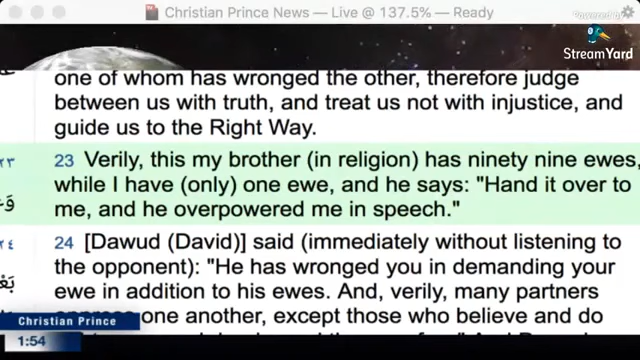 Christian Prince News — Live @ 137.5% — Ready
Powered by
StreamYard
one of whom has wronged the other, therefore judge
between us with truth, and treat us not with injustice, and
guide us to the Right Way.
٢٣
23 Verily, this my brother (in religion) has ninety nine ewes,
while I have (only) one ewe, and he says: "Hand it over to
me, and he overpowered me in speech."
٢٤
24 [Dawud (David)] said (immediately without listening to
the opponent): "He has wronged you in demanding your
ewe in addition to his ewes. And, verily, many partners
one another, except those who believe and do
Christian Prince
1:54